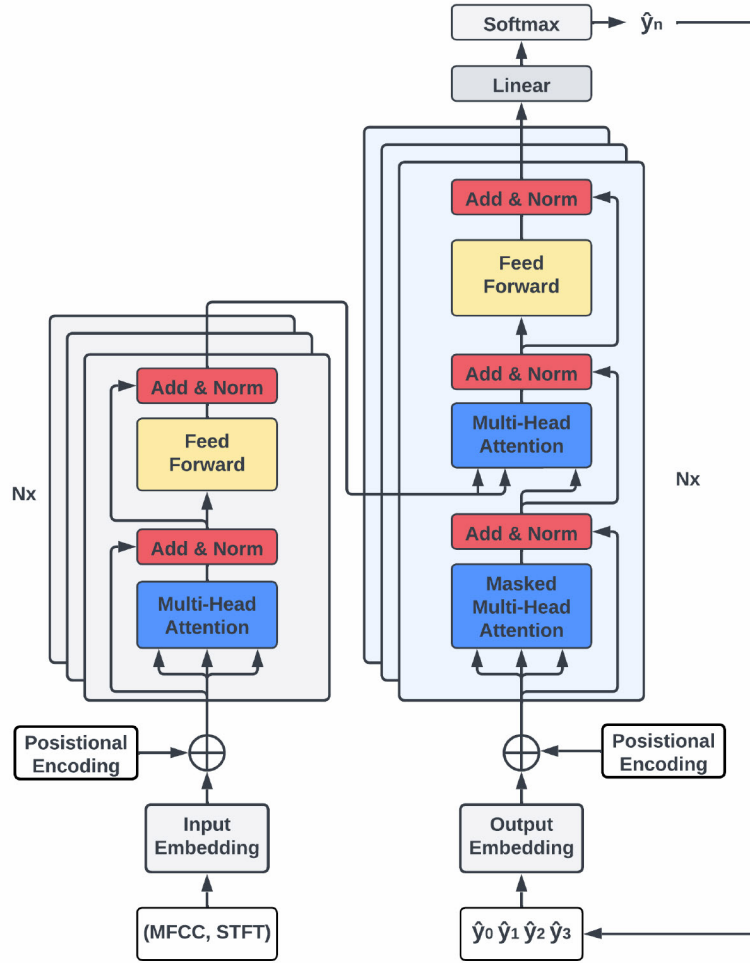 Softmax
ŷn
Linear
Add & Norm
Feed
Forward
Add & Norm
Multi-Head
Attention
Add & Norm
Masked
Multi-Head
Attention
Nx
Add & Norm
Feed
Forward
Add & Norm
Multi-Head
Attention
Nx
Posistional
Encoding
Posistional
Encoding
Input
Embedding
Output
Embedding
(MFCC, STFT)
ŷ0 ŷ1 ŷ2 ŷ3